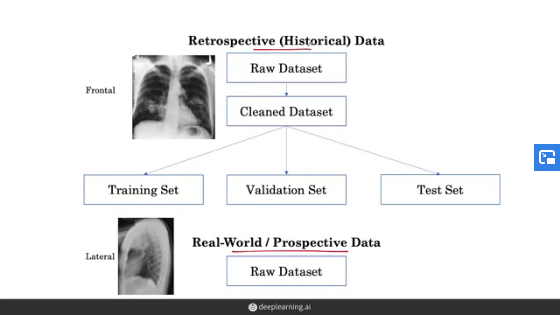 Retrospective (Historical) Data
Raw Dataset
Frontal
Cleaned Dataset
Training Set
Validation Set
Test Set
Real-World / Prospective Data
Lateral
Raw Dataset
deeplearning.ai